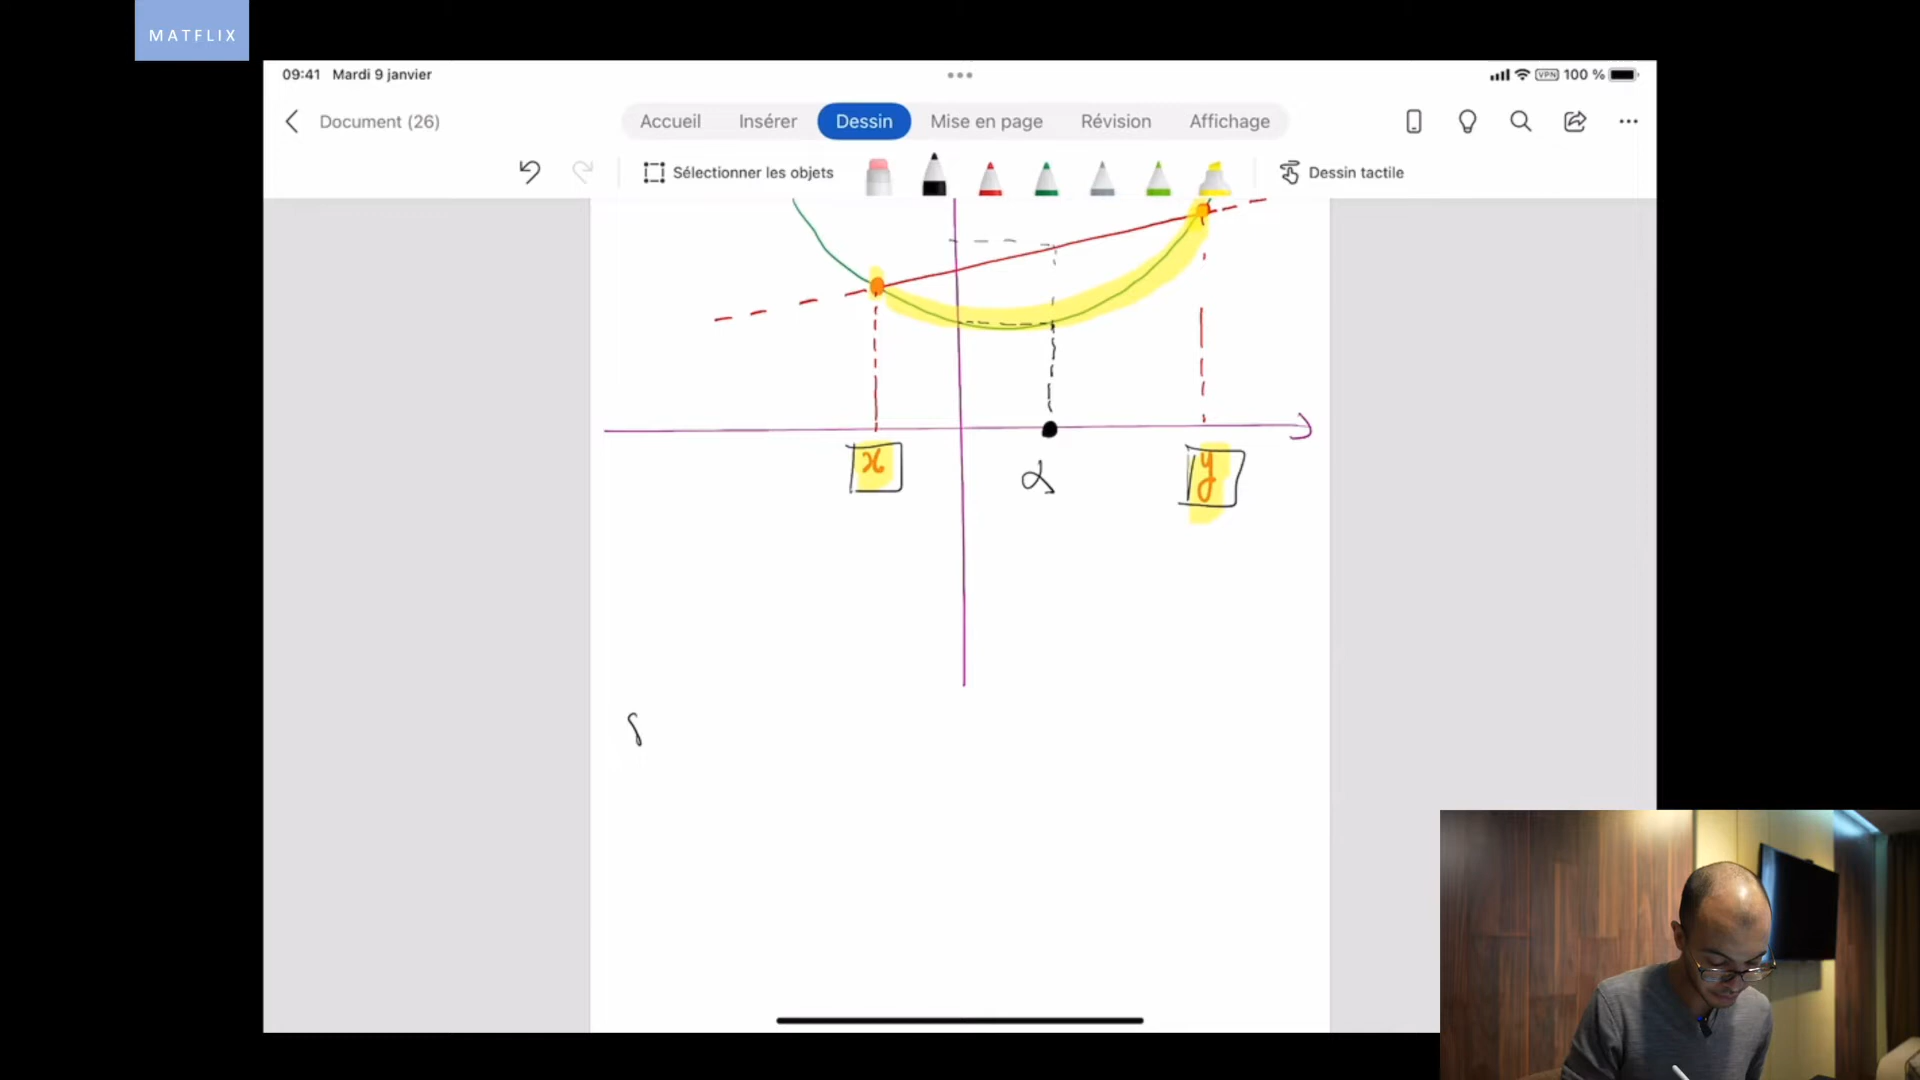 MATFLIX
09:41 Mardi 9 janvier
VPN 100 %
Document (26)
Accueil Insérer Dessin Mise en page Révision Affichage
Sélectionner les objets
Dessin tactile
x
α
y